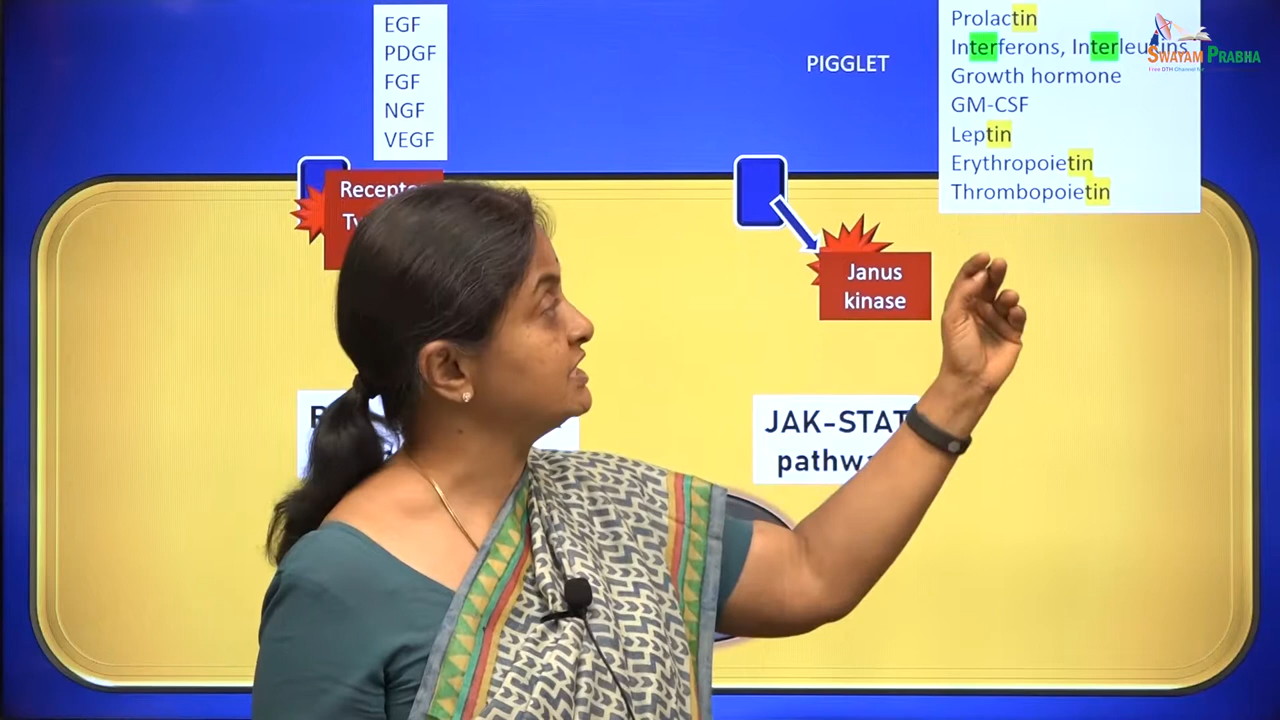 EGF
PDGF
FGF
NGF
VEGF
PIGGLET
Prolactin
Interferons, Interleukins
Growth hormone
GM-CSF
Leptin
Erythropoietin
Thrombopoietin
SWAYAM PRABHA
Janus
kinase
JAK-STAT